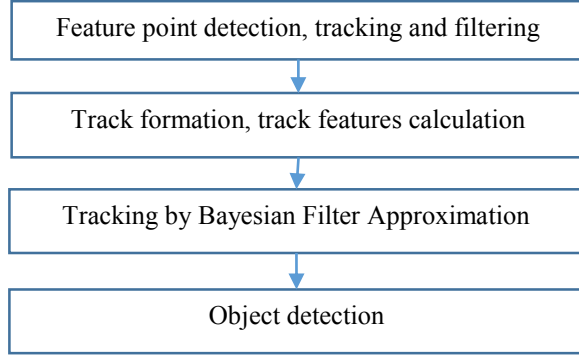 Feature point detection, tracking and filtering
Track formation, track features calculation
Tracking by Bayesian Filter Approximation
Object detection